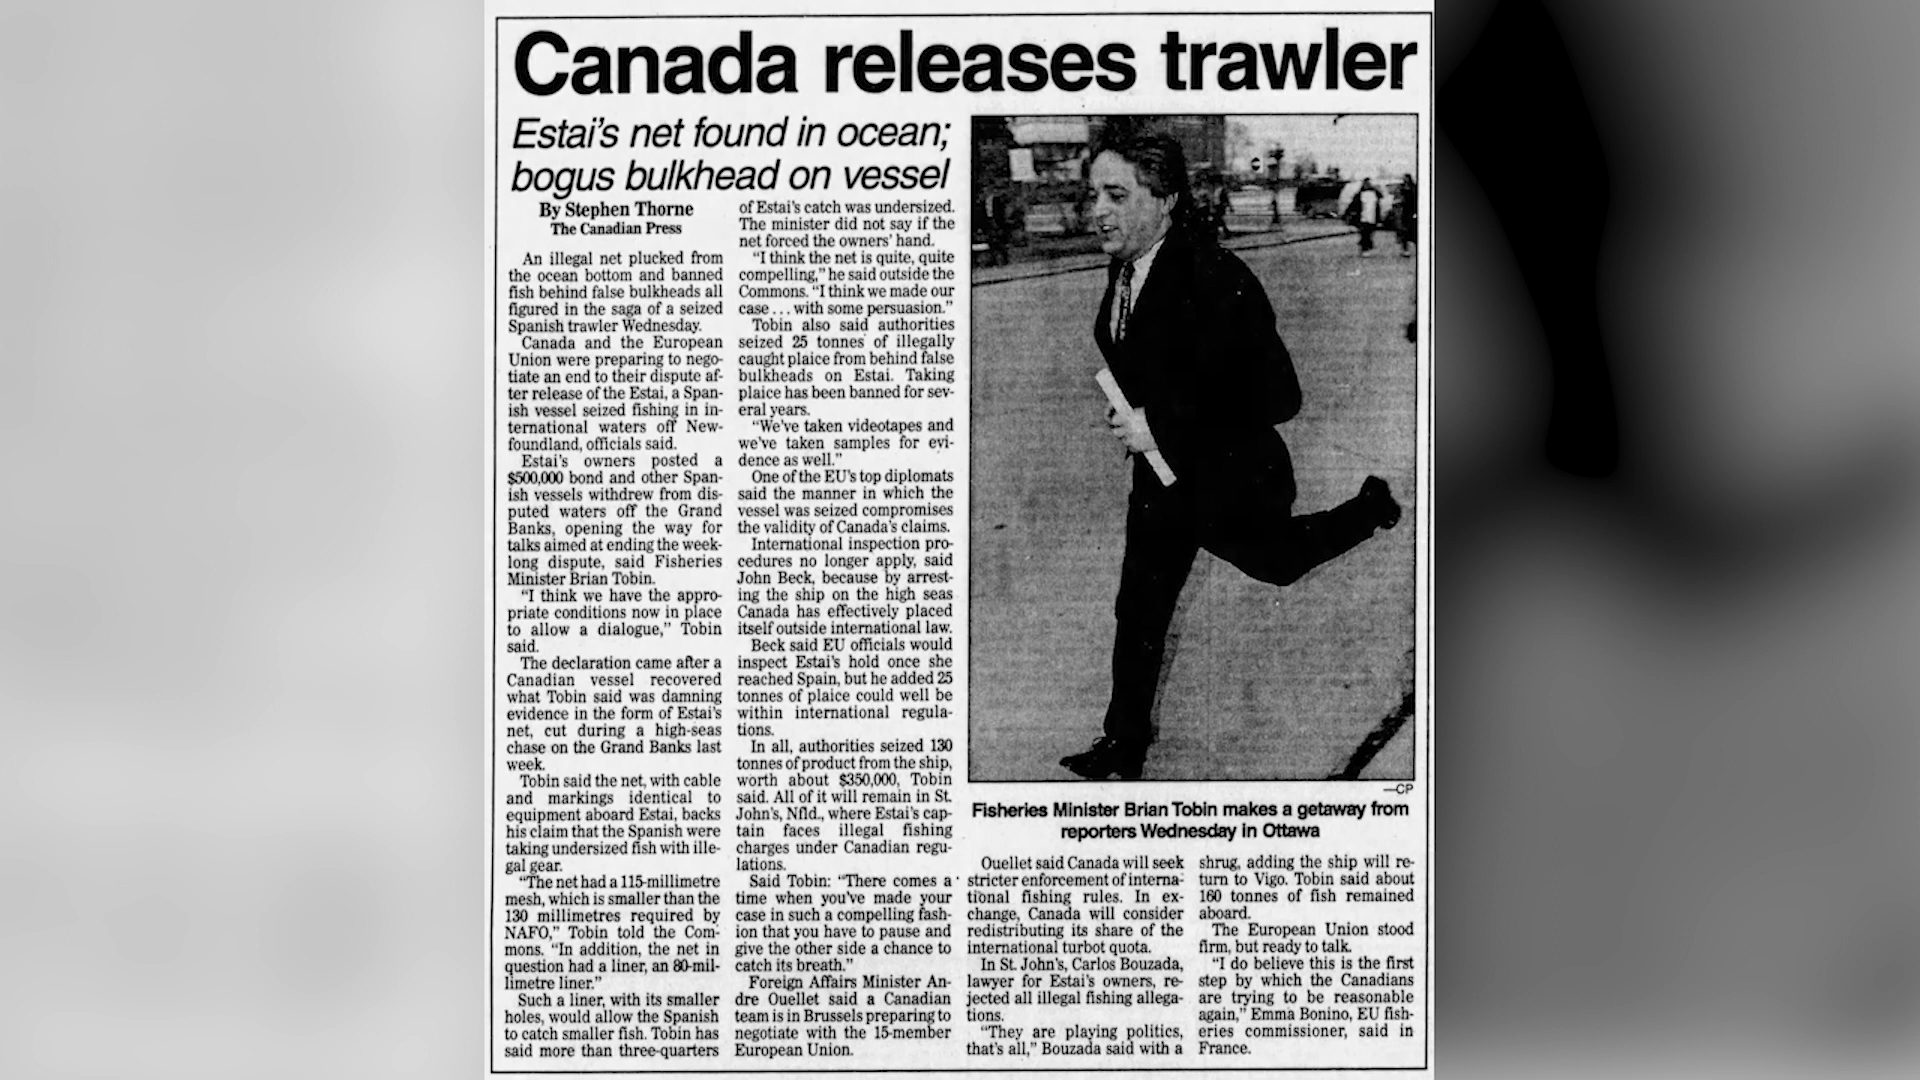 Canada releases trawler
Estai's net found in ocean;
bogus bulkhead on vessel
By Stephen Thorne
The Canadian Press
An illegal net plucked from
the ocean bottom and banned
fish behind false bulkheads all
figured in the saga of a seized
Spanish trawler Wednesday.
Canada and the European
Union were preparing to nego-
tiate an end to their dispute af-
ter release of the Estai, a Span-
ish vessel seized fishing in in-
ternational waters off New-
foundland, officials said.
Estai's owners posted a
$500,000 bond and other Span-
ish vessels withdrew from dis-
puted waters off the Grand
Banks, opening the way for
talks aimed at ending the week-
long dispute, said Fisheries
Minister Brian Tobin.
"I think we have the appro-
priate conditions now in place
to allow a dialogue," Tobin
said.
The declaration came after a
Canadian vessel recovered
what Tobin said was damning
evidence in the form of Estai's
net, cut during a high-seas
chase on the Grand Banks last
week.
Tobin said the net, with cable
and markings identical to
equipment aboard Estai, backs
his claim that the Spanish were
taking undersized fish with ille-
gal gear.
"The net had a 115-millimetre
mesh, which is smaller than the
130 millimetres required by
NAFO," Tobin told the Com-
mons. "In addition, the net in
question had a liner, an 80-mil-
limetre liner."
Such a liner, with its smaller
holes, would allow the Spanish
to catch smaller fish. Tobin has
said more than three-quarters
of Estai's catch was undersized.
The minister did not say if the
net forced the owners' hand.
"I think the net is quite, quite
compelling," he said outside the
Commons. "I think we made our
case . . . with some persuasion."
Tobin also said authorities
seized 25 tonnes of illegally
caught plaice from behind false
bulkheads on Estai. Taking
plaice has been banned for sev-
eral years.
"We've taken videotapes and
we've taken samples for evi-
dence as well."
One of the EU's top diplomats
said the manner in which the
vessel was seized compromises
the validity of Canada's claims.
International inspection pro-
cedures no longer apply, said
John Beck, because by arrest-
ing the ship on the high seas
Canada has effectively placed
itself outside international law.
Beck said EU officials would
inspect Estai's hold once she
reached Spain, but he added 25
tonnes of plaice could well be
within international regula-
tions.
In all, authorities seized 130
tonnes of product from the ship,
worth about $350,000, Tobin
said. All of it will remain in St.
John's, Nfld., where Estai's cap-
tain faces illegal fishing
charges under Canadian regu-
lations.
Said Tobin: "There comes a
time when you've made your
case in such a compelling fash-
ion that you have to pause and
give the other side a chance to
catch its breath."
Foreign Affairs Minister An-
dre Ouellet said a Canadian
team is in Brussels preparing to
negotiate with the 15-member
European Union.
—CP
Fisheries Minister Brian Tobin makes a getaway from
reporters Wednesday in Ottawa
Ouellet said Canada will seek
stricter enforcement of interna-
tional fishing rules. In ex-
change, Canada will consider
redistributing its share of the
international turbot quota.
In St. John's, Carlos Bouzada,
lawyer for Estai's owners, re-
jected all illegal fishing allega-
tions.
"They are playing politics,
that's all," Bouzada said with a
shrug, adding the ship will re-
turn to Vigo. Tobin said about
160 tonnes of fish remained
aboard.
The European Union stood
firm, but ready to talk.
"I do believe this is the first
step by which the Canadians
are trying to be reasonable
again," Emma Bonino, EU fish-
eries commissioner, said in
France.